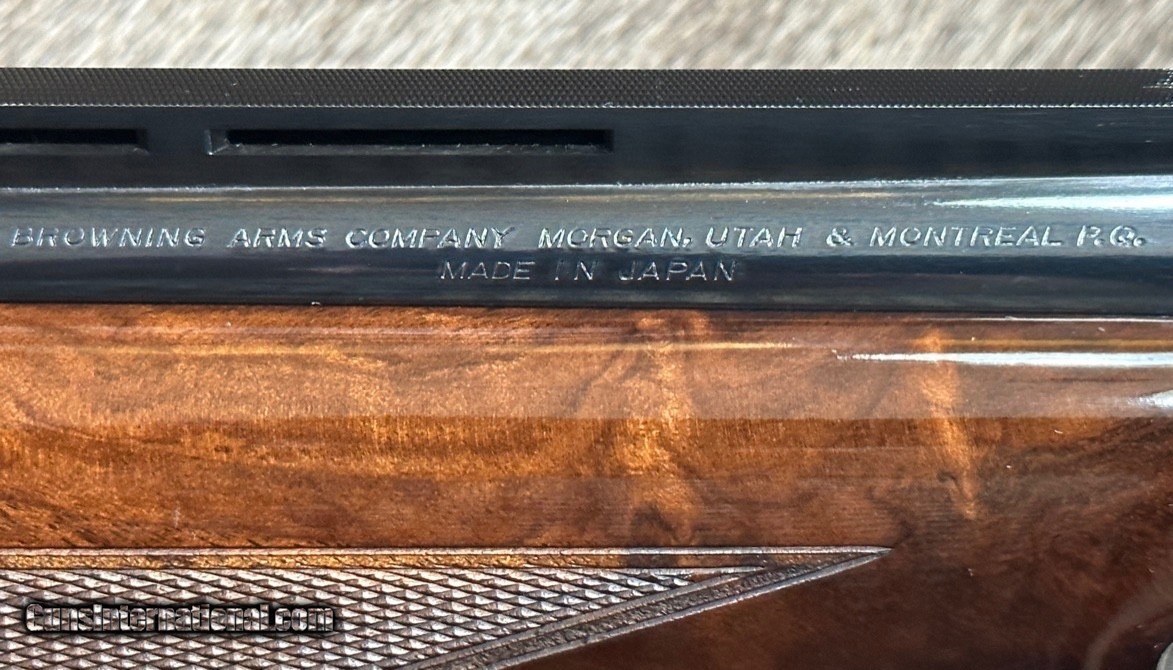 BROWNING ARMS COMPANY MORGAN, UTAH & MONTREAL P.Q.
MADE IN JAPAN
GunsInternational.com